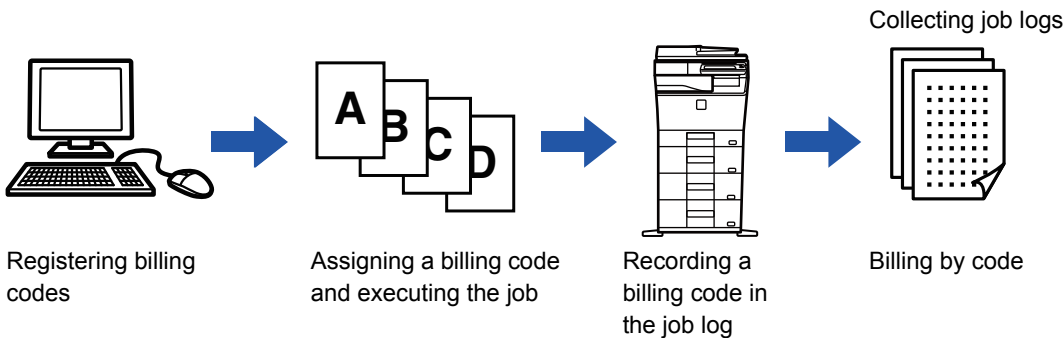 Collecting job logs
A
B
C
D
Registering billing
codes
Assigning a billing code
and executing the job
Recording a
billing code in
the job log
Billing by code